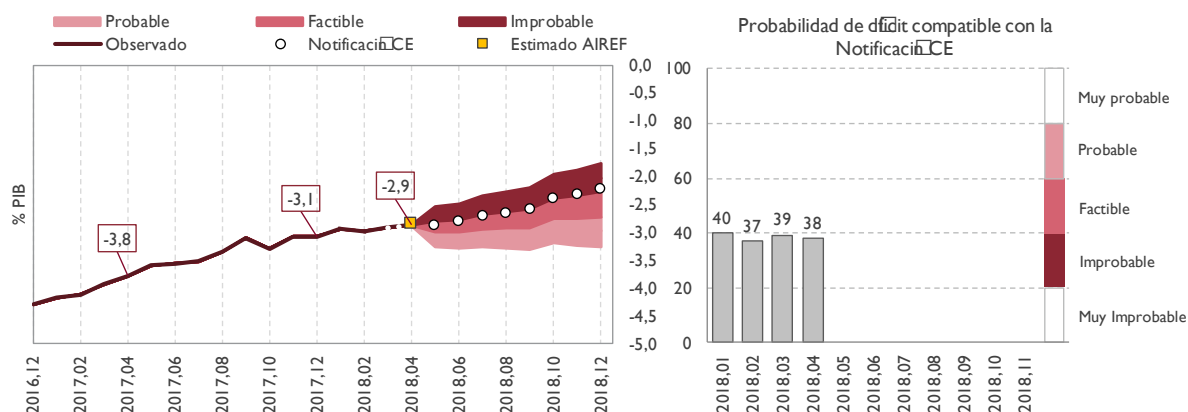 Probable Factible Improbable
Observado Notificacin□CE Estimado AIREF
0,0
-0,5
-1,0
-1,5
-2,0
-2,5
-3,0
-3,5
-4,0
-4,5
-5,0
% PIB
-3,8
-3,1
-2,9
2016,12 2017,02 2017,04 2017,06 2017,08 2017,10 2017,12 2018,02 2018,04 2018,06 2018,08 2018,10 2018,12
Probabilidad de df□cit compatible con la
Notificacin□CE
100
80
60
40
20
0
40 37 39 38
Muy probable
Probable
Factible
Improbable
Muy Improbable
2018,01 2018,02 2018,03 2018,04 2018,05 2018,06 2018,07 2018,08 2018,09 2018,10 2018,11